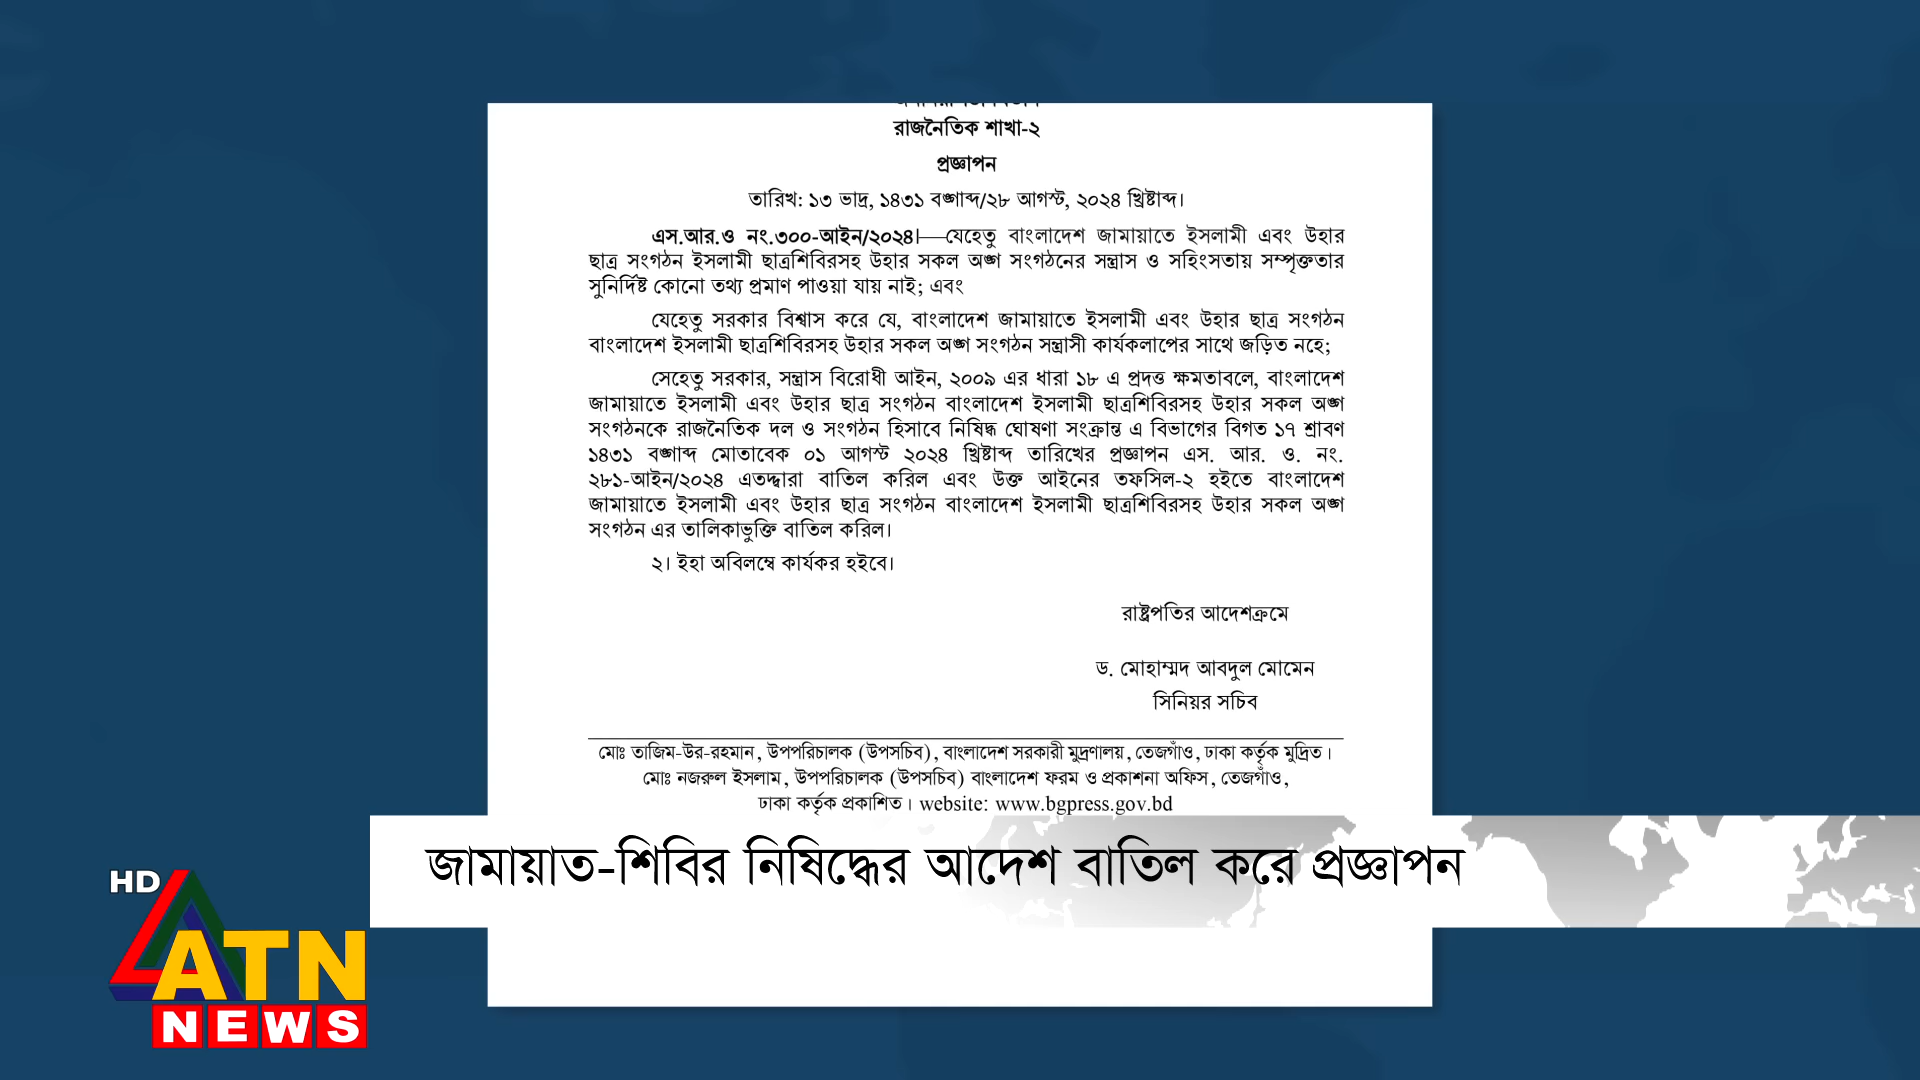 রাজনৈতিক শাখা-২
প্রজ্ঞাপন
তারিখ: ১৩ ভাদ্র, ১৪৩১ বঙ্গাব্দ/২৮ আগস্ট, ২০২৪ খ্রিষ্টাব্দ।
এস.আর.ও নং.৩০০-আইন/২০২৪।—যেহেতু বাংলাদেশ জামায়াতে ইসলামী এবং উহার
ছাত্র সংগঠন ইসলামী ছাত্রশিবিরসহ উহার সকল অঙ্গ সংগঠনের সন্ত্রাস ও সহিংসতায় সম্পৃক্ততার
সুনির্দিষ্ট কোনো তথ্য প্রমাণ পাওয়া যায় নাই; এবং
যেহেতু সরকার বিশ্বাস করে যে, বাংলাদেশ জামায়াতে ইসলামী এবং উহার ছাত্র সংগঠন
বাংলাদেশ ইসলামী ছাত্রশিবিরসহ উহার সকল অঙ্গ সংগঠন সন্ত্রাসী কার্যকলাপের সাথে জড়িত নহে;
সেহেতু সরকার, সন্ত্রাস বিরোধী আইন, ২০০৯ এর ধারা ১৮ এ প্রদত্ত ক্ষমতাবলে, বাংলাদেশ
জামায়াতে ইসলামী এবং উহার ছাত্র সংগঠন বাংলাদেশ ইসলামী ছাত্রশিবিরসহ উহার সকল অঙ্গ
সংগঠনকে রাজনৈতিক দল ও সংগঠন হিসাবে নিষিদ্ধ ঘোষণা সংক্রান্ত এ বিভাগের বিগত ১৭ শ্রাবণ
১৪৩১ বঙ্গাব্দ মোতাবেক ০১ আগস্ট ২০২৪ খ্রিষ্টাব্দ তারিখের প্রজ্ঞাপন এস. আর. ও. নং.
২৮১-আইন/২০২৪ এতদ্দ্বারা বাতিল করিল এবং উক্ত আইনের তফসিল-২ হইতে বাংলাদেশ
জামায়াতে ইসলামী এবং উহার ছাত্র সংগঠন বাংলাদেশ ইসলামী ছাত্রশিবিরসহ উহার সকল অঙ্গ
সংগঠন এর তালিকাভুক্তি বাতিল করিল।
২। ইহা অবিলম্বে কার্যকর হইবে।
রাষ্ট্রপতির আদেশক্রমে
ড. মোহাম্মদ আবদুল মোমেন
সিনিয়র সচিব
মোঃ তাজিম-উর-রহমান, উপপরিচালক (উপসচিব), বাংলাদেশ সরকারী মুদ্রণালয়, তেজগাঁও, ঢাকা কর্তৃক মুদ্রিত।
মোঃ নজরুল ইসলাম, উপপরিচালক (উপসচিব) বাংলাদেশ ফরম ও প্রকাশনা অফিস, তেজগাঁও,
ঢাকা কর্তৃক প্রকাশিত। website: www.bgpress.gov.bd
জামায়াত-শিবির নিষিদ্ধের আদেশ বাতিল করে প্রজ্ঞাপন
HD
ATN
NEWS